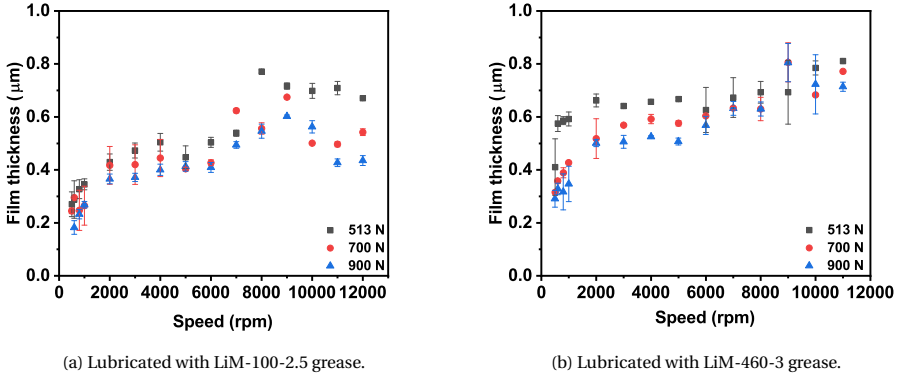 1.0
0.8
0.6
0.4
0.2
0.0
Film thickness (μm)
513 N
700 N
900 N
0 2000 4000 6000 8000 10000 12000
Speed (rpm)
(a) Lubricated with LiM-100-2.5 grease.
1.0
0.8
0.6
0.4
0.2
0.0
Film thickness (μm)
513 N
700 N
900 N
0 2000 4000 6000 8000 10000 12000
Speed (rpm)
(b) Lubricated with LiM-460-3 grease.